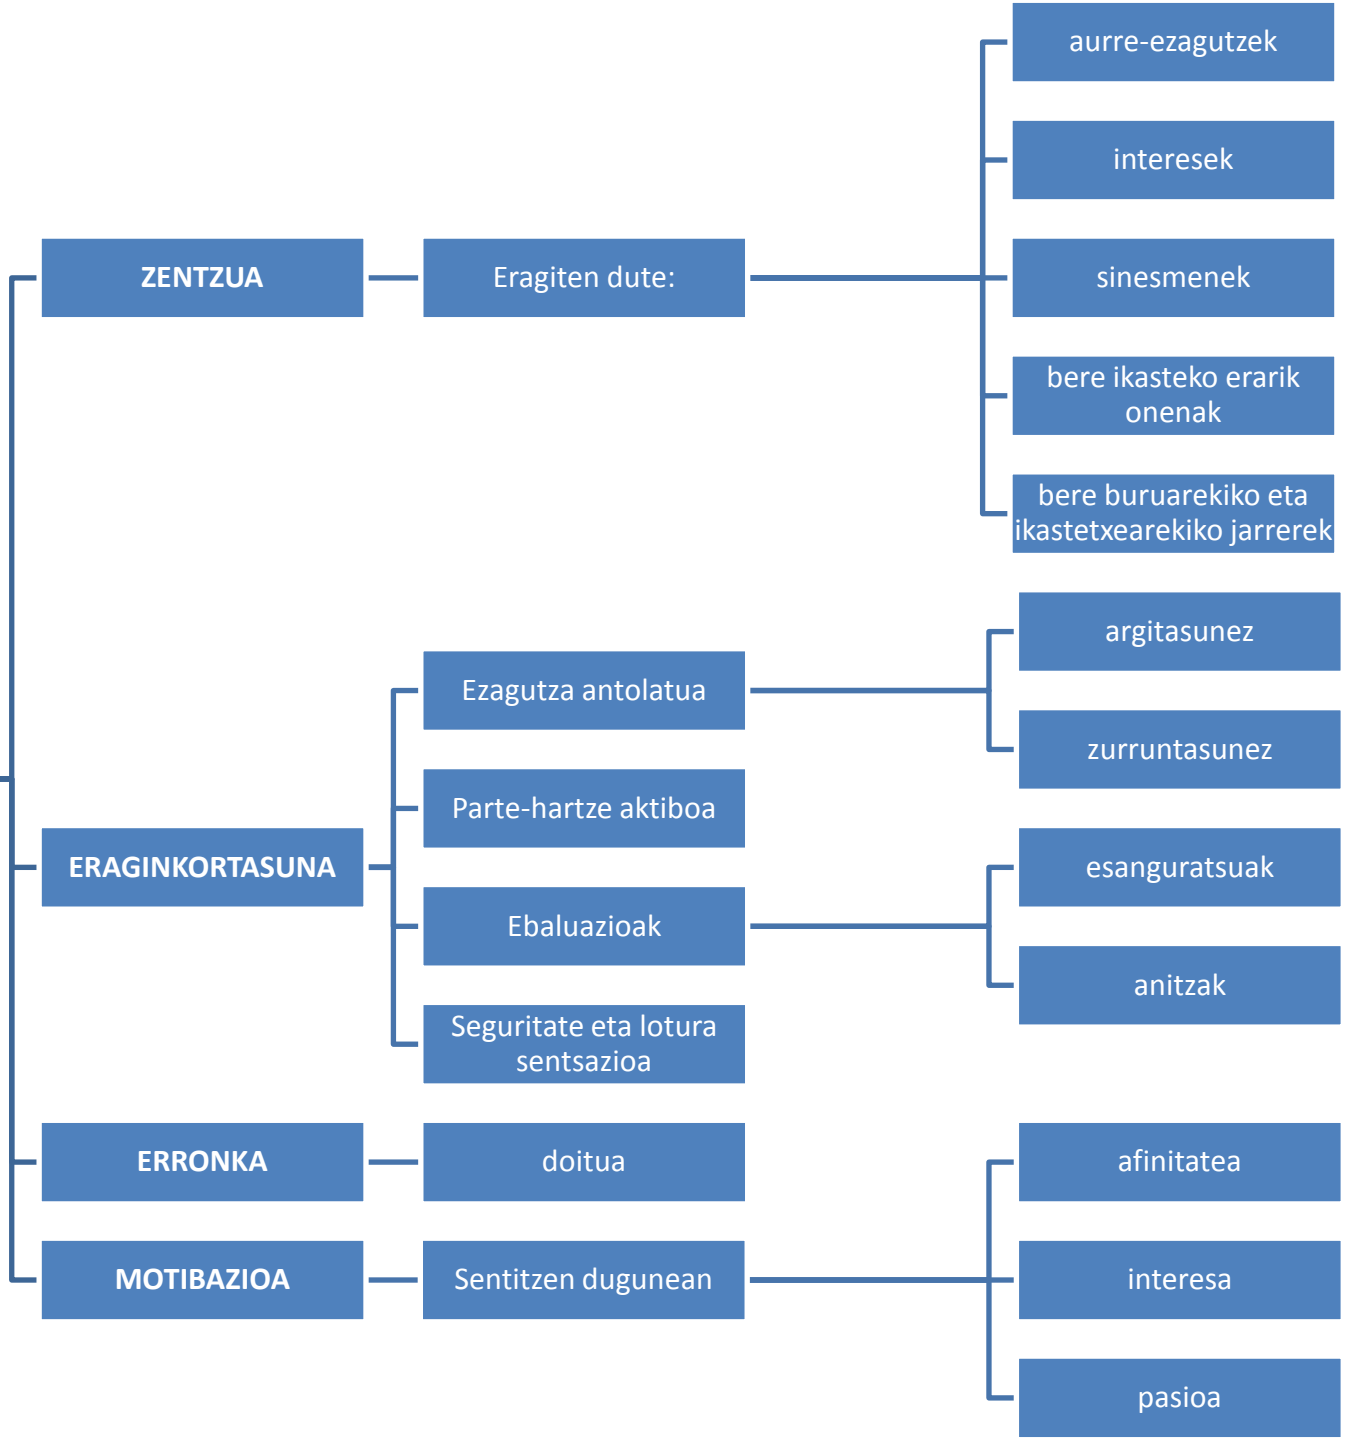 ZENTZUA
Eragiten dute:
aurre-ezagutzek
interesek
sinesmenek
bere ikasteko erarik
onenak
bere buruarekiko eta
ikastetxearekiko jarrerek
ERAGINKORTASUNA
Ezagutza antolatua
argitasunez
zurruntasunez
Parte-hartze aktiboa
Ebaluazioak
esanguratsuak
anitzak
Seguritate eta lotura
sentsazioa
ERRONKA
doitua
MOTIBAZIOA
Sentitzen dugunean
afinitatea
interesa
pasioa